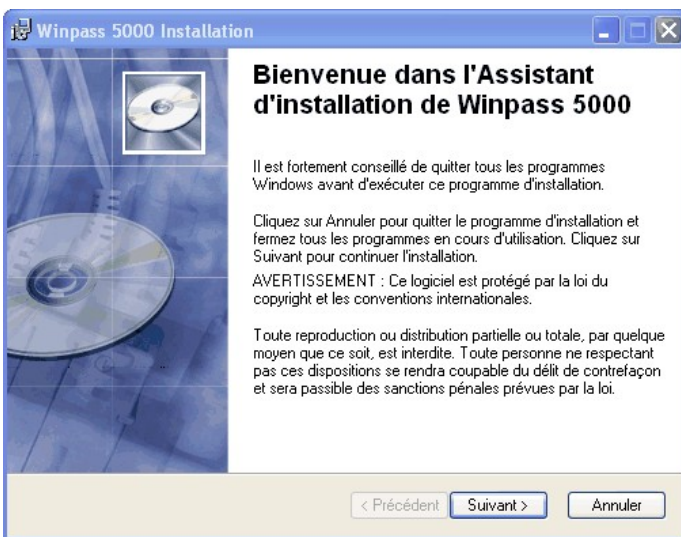 Winpass 5000 Installation
Bienvenue dans l'Assistant
d'installation de Winpass 5000
Il est fortement conseillé de quitter tous les programmes
Windows avant d'exécuter ce programme d'installation.
Cliquez sur Annuler pour quitter le programme d'installation et
fermez tous les programmes en cours d'utilisation. Cliquez sur
Suivant pour continuer l'installation.
AVERTISSEMENT : Ce logiciel est protégé par la loi du
copyright et les conventions internationales.
Toute reproduction ou distribution partielle ou totale, par quelque
moyen que ce soit, est interdite. Toute personne ne respectant
pas ces dispositions se rendra coupable du délit de contrefaçon
et sera passible des sanctions pénales prévues par la loi.
< Précédent Suivant > Annuler